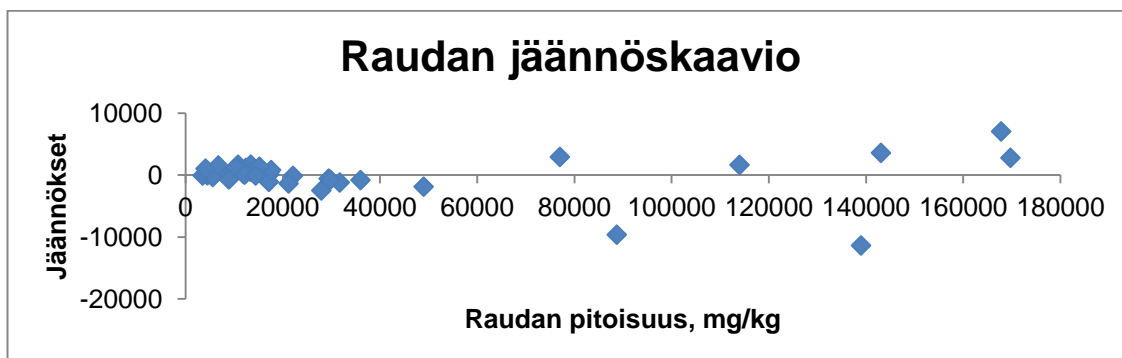 Raudan jäännöskaavio
10000
0
-10000
-20000
0 20000 40000 60000 80000 100000 120000 140000 160000 180000
Jäännökset
Raudan pitoisuus, mg/kg